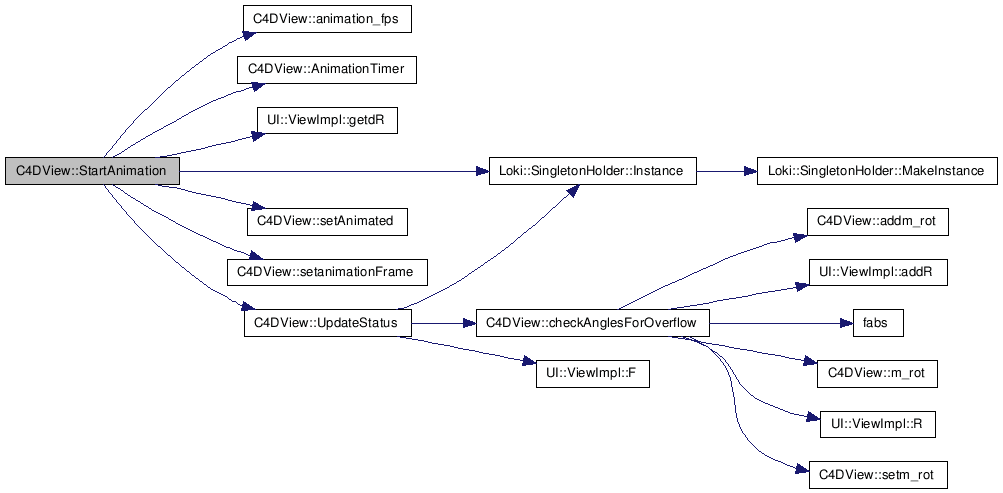 C4DView::animation_fps
C4DView::AnimationTimer
UI::ViewImpl::getdR
C4DView::StartAnimation
Loki::SingletonHolder::Instance
Loki::SingletonHolder::MakeInstance
C4DView::setAnimated
C4DView::addm_rot
C4DView::setanimationFrame
UI::ViewImpl::addR
C4DView::UpdateStatus
C4DView::checkAnglesForOverflow
fabs
UI::ViewImpl::F
C4DView::m_rot
UI::ViewImpl::R
C4DView::setm_rot